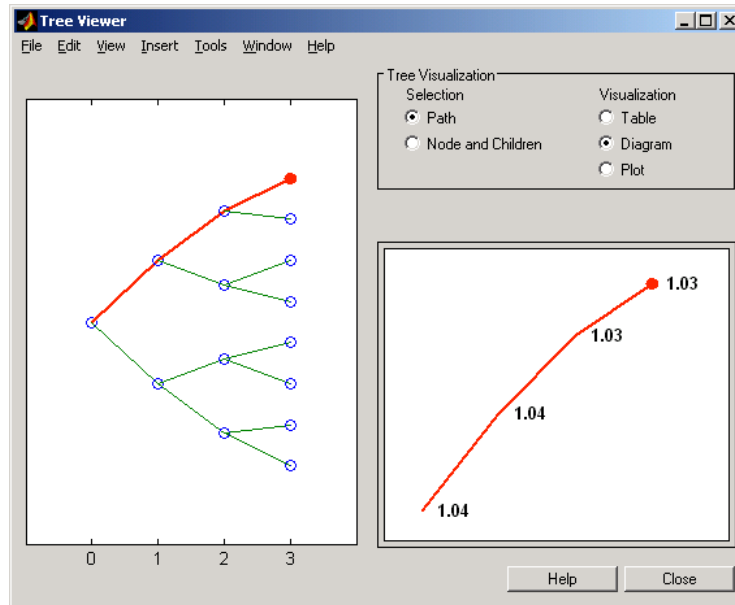 Tree Viewer
File Edit View Insert Tools Window Help
Tree Visualization
Selection
Path
Node and Children
Visualization
Table
Diagram
Plot
1.03
1.03
1.04
1.04
0 1 2 3
Help
Close